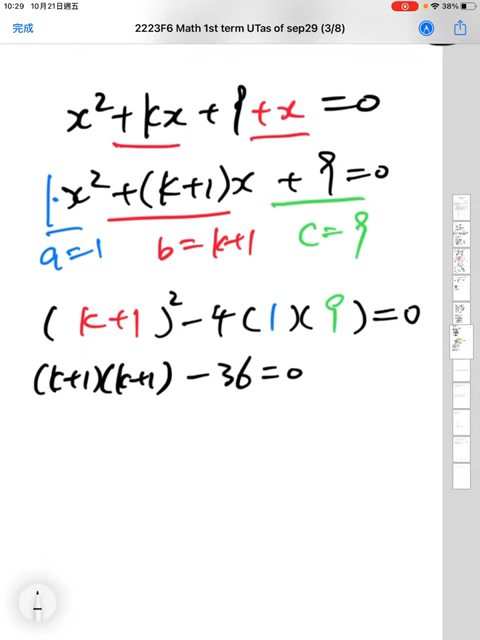 10:29 10月21日週五
38%
完成 2223F6 Math 1st term UTas of sep29 (3/8)
x² + kx + 9 + x = 0
1·x² + (k+1)x + 9 = 0
a=1 b=k+1 c=9
(k+1)² - 4(1)(9) = 0
(k+1)(k+1) - 36 = 0